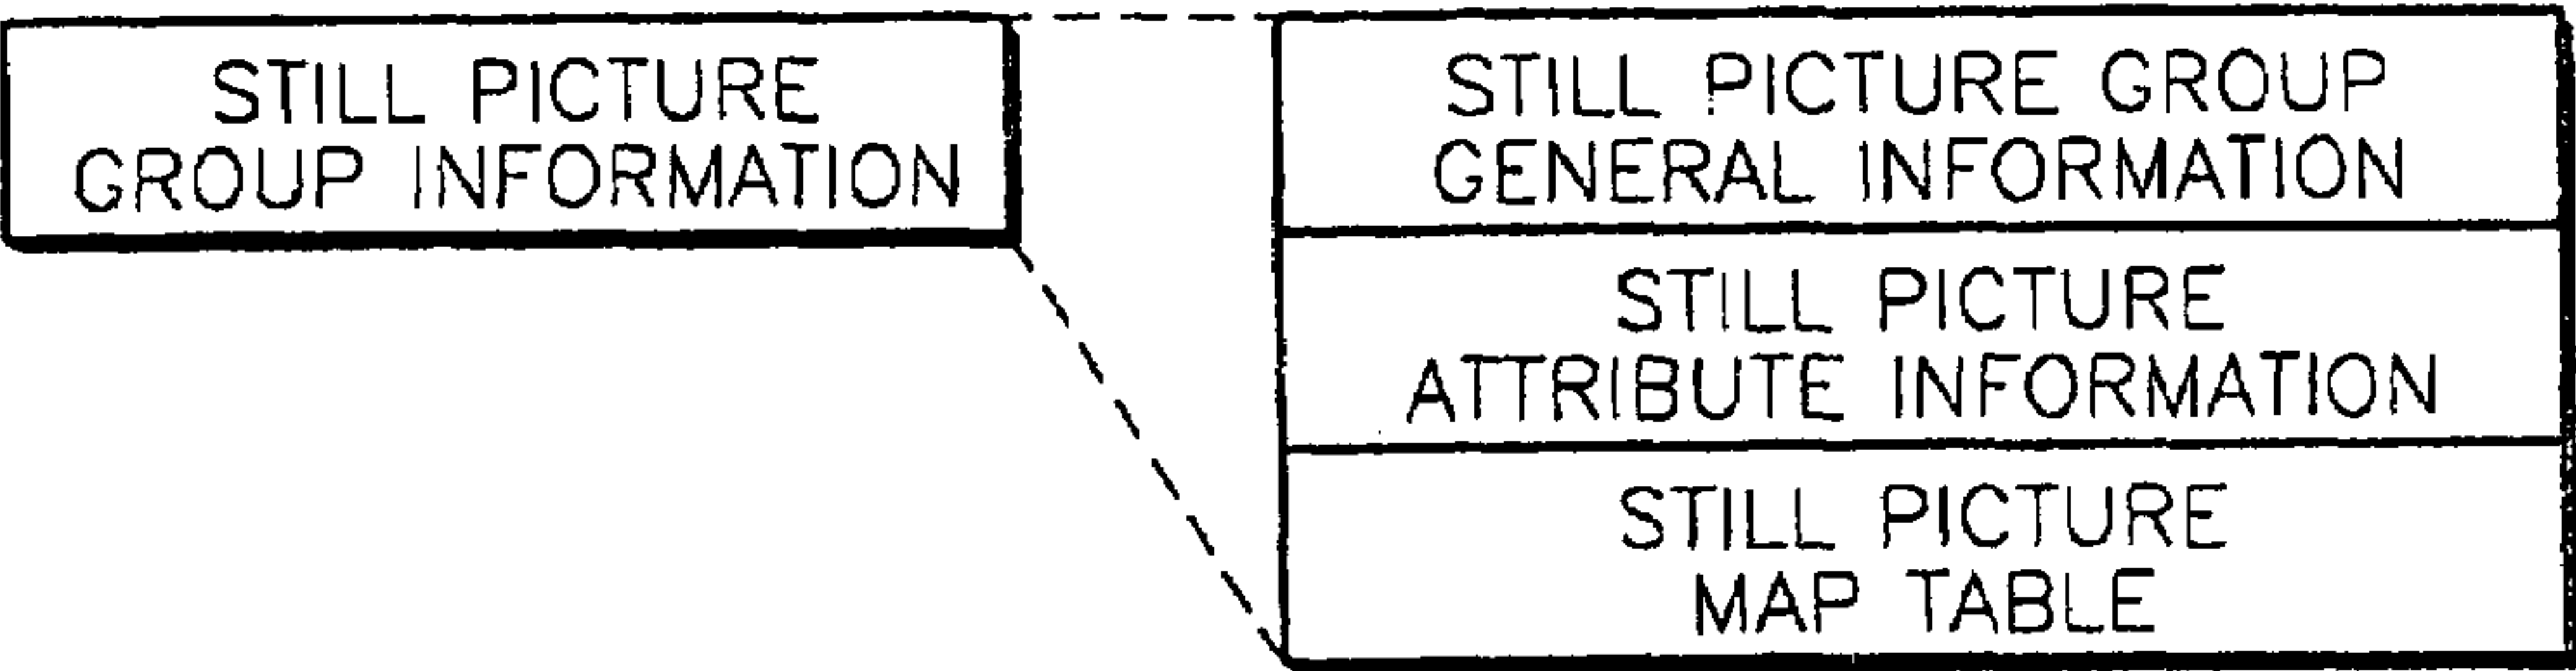 STILL PICTURE
GROUP INFORMATION
STILL PICTURE GROUP
GENERAL INFORMATION
STILL PICTURE
ATTRIBUTE INFORMATION
STILL PICTURE
MAP TABLE